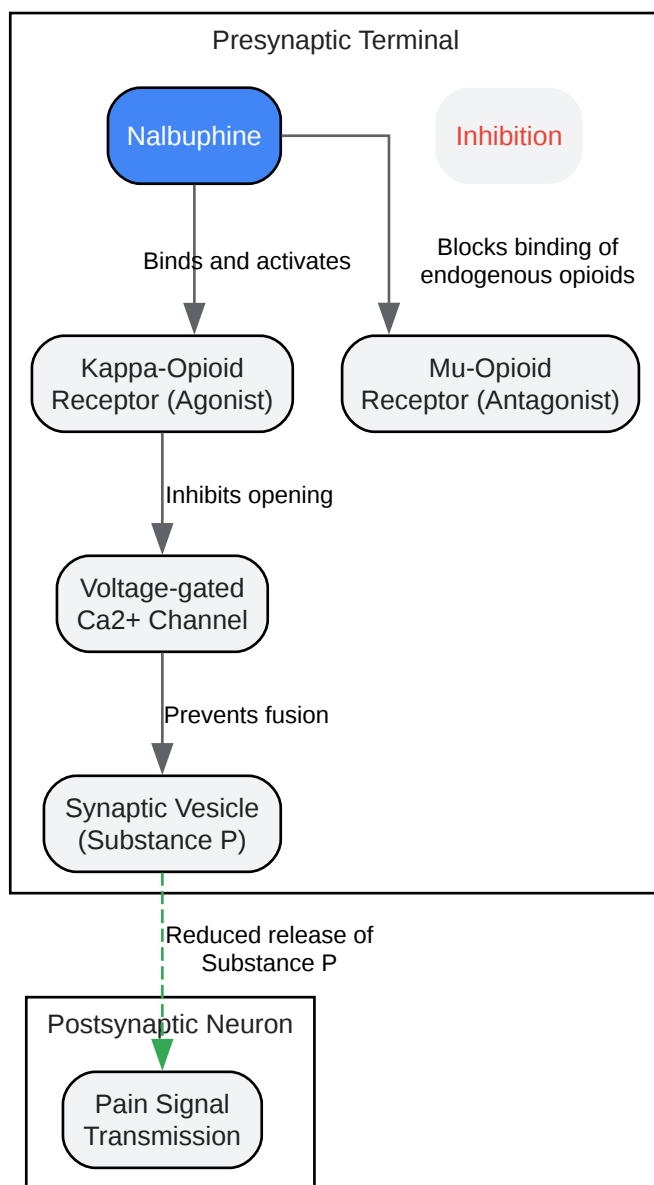 Presynaptic Terminal
Nalbuphine
Inhibition
Binds and activates
Blocks binding of
endogenous opioids
Kappa-Opioid
Receptor (Agonist)
Mu-Opioid
Receptor (Antagonist)
Inhibits opening
Voltage-gated
Ca2+ Channel
Prevents fusion
Synaptic Vesicle
(Substance P)
Reduced release of
Substance P
Postsynaptic Neuron
Pain Signal
Transmission